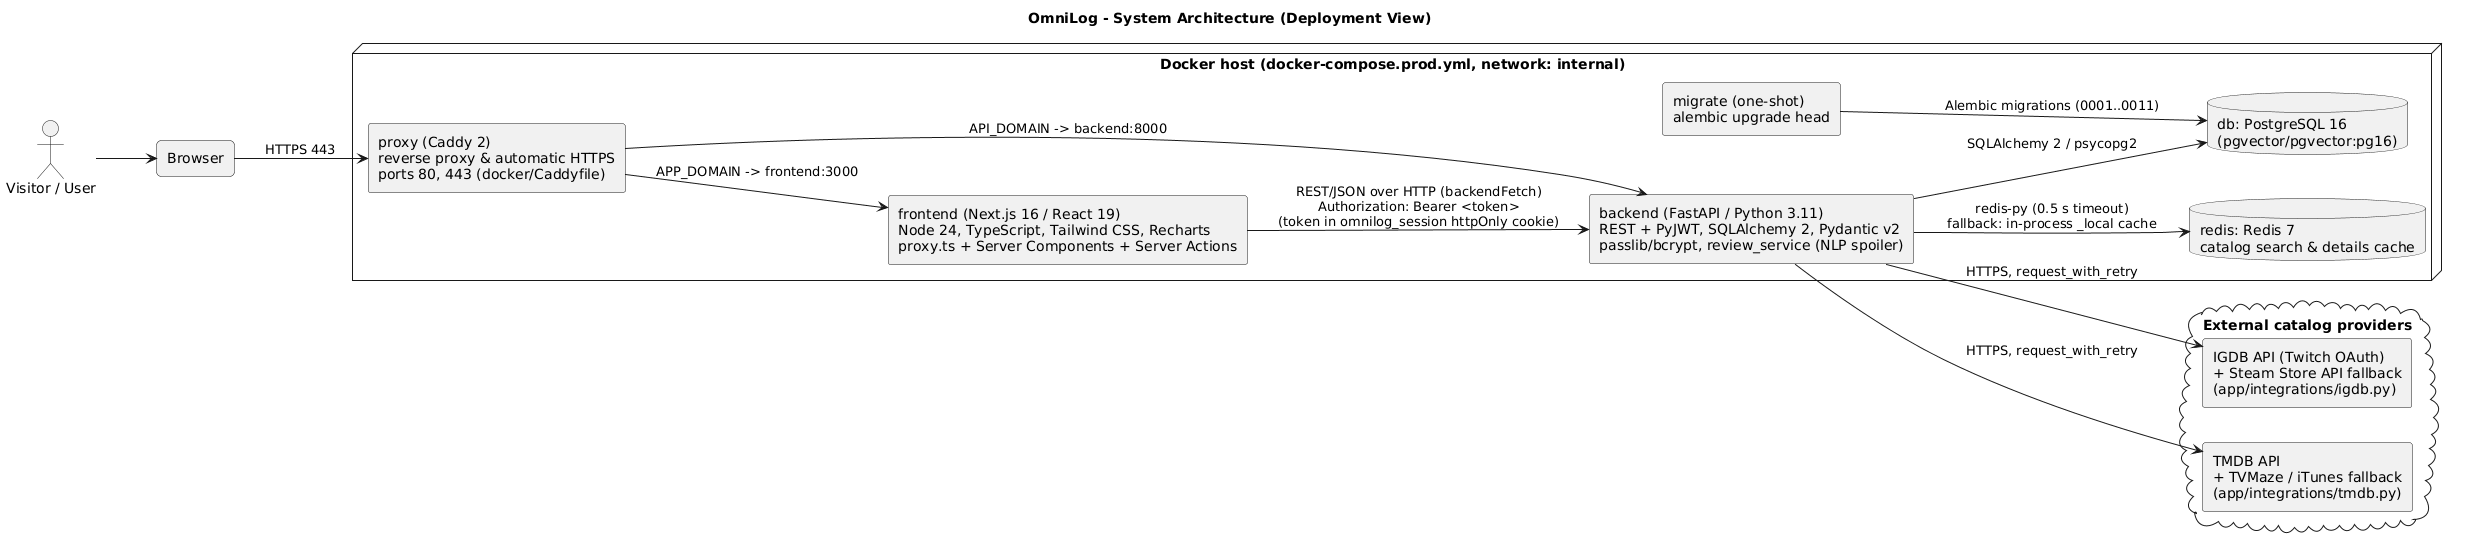 OmniLog - System Architecture (Deployment View)
Docker host (docker-compose.prod.yml, network: internal)
Visitor / User
Browser
HTTPS 443
proxy (Caddy 2)
reverse proxy & automatic HTTPS
ports 80, 443 (docker/Caddyfile)
API_DOMAIN -> backend:8000
APP_DOMAIN -> frontend:3000
frontend (Next.js 16 / React 19)
Node 24, TypeScript, Tailwind CSS, Recharts
proxy.ts + Server Components + Server Actions
REST/JSON over HTTP (backendFetch)
Authorization: Bearer <token>
(token in omnilog_session httpOnly cookie)
migrate (one-shot)
alembic upgrade head
backend (FastAPI / Python 3.11)
REST + PyJWT, SQLAlchemy 2, Pydantic v2
passlib/bcrypt, review_service (NLP spoiler)
Alembic migrations (0001..0011)
SQLAlchemy 2 / psycopg2
redis-py (0.5 s timeout)
fallback: in-process _local cache
HTTPS, request_with_retry
HTTPS, request_with_retry
db: PostgreSQL 16
(pgvector/pgvector:pg16)
redis: Redis 7
catalog search & details cache
External catalog providers
IGDB API (Twitch OAuth)
+ Steam Store API fallback
(app/integrations/igdb.py)
TMDB API
+ TVMaze / iTunes fallback
(app/integrations/tmdb.py)